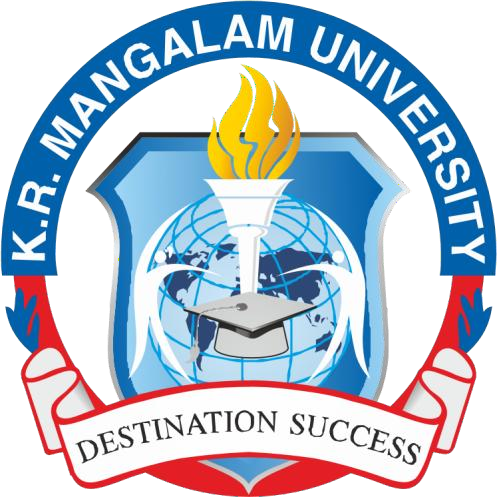 K.R. MANGALAM UNIVERSITY
DESTINATION SUCCESS